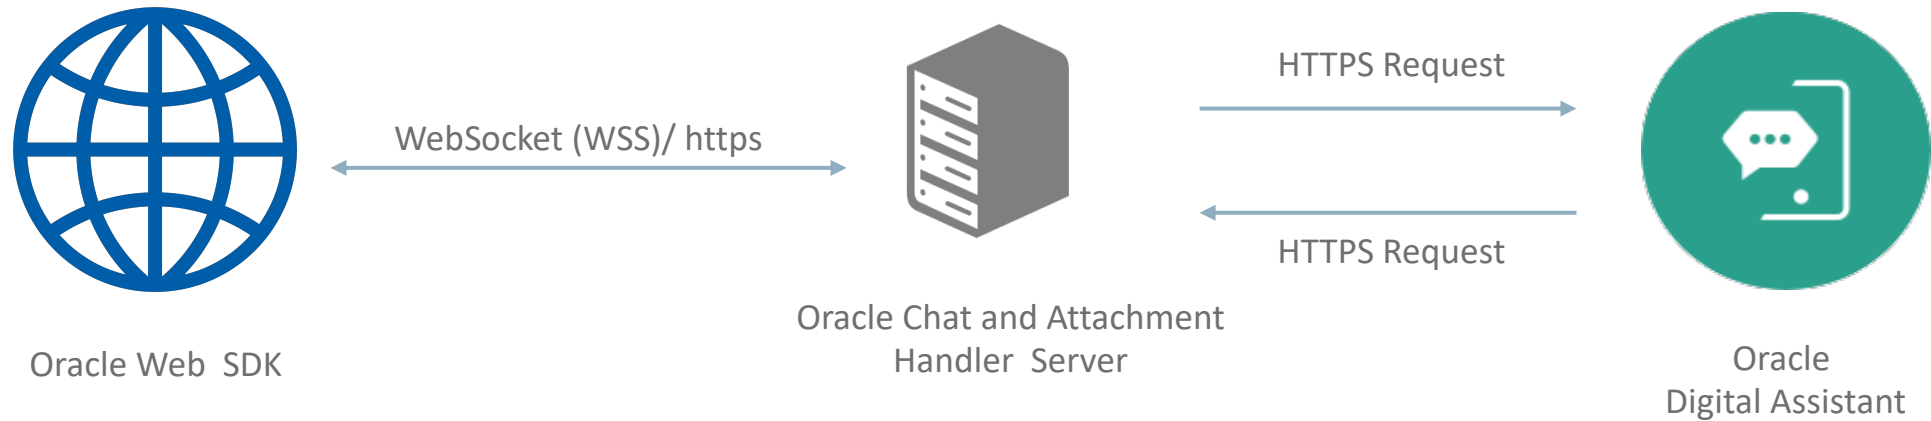 WebSocket (WSS)/ https
HTTPS Request
HTTPS Request
Oracle Web  SDK
Oracle Chat and Attachment
Handler  Server
Oracle
Digital Assistant